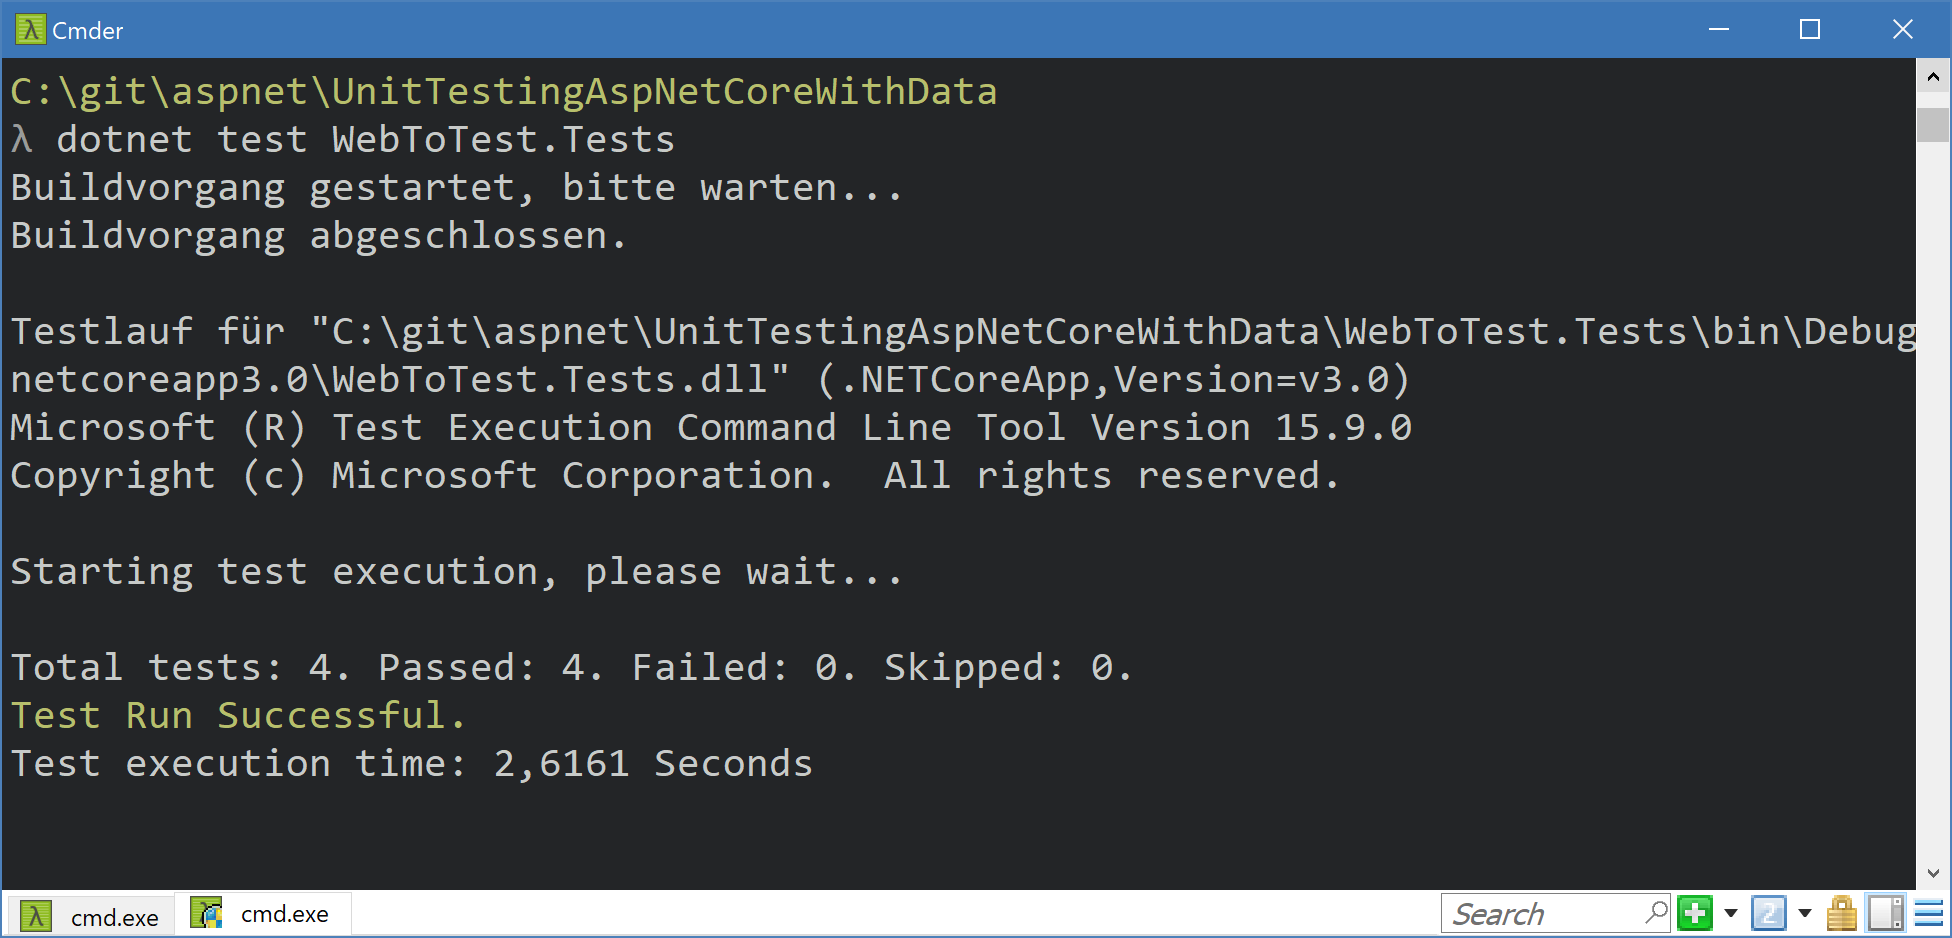 Cmder
C:\git\aspnet\UnitTestingAspNetCoreWithData
λ dotnet test WebToTest.Tests
Buildvorgang gestartet, bitte warten...
Buildvorgang abgeschlossen.
Testlauf für "C:\git\aspnet\UnitTestingAspNetCoreWithData\WebToTest.Tests\bin\Debug
netcoreapp3.0\WebToTest.Tests.dll" (.NETCoreApp,Version=v3.0)
Microsoft (R) Test Execution Command Line Tool Version 15.9.0
Copyright (c) Microsoft Corporation.  All rights reserved.
Starting test execution, please wait...
Total tests: 4. Passed: 4. Failed: 0. Skipped: 0.
Test Run Successful.
Test execution time: 2,6161 Seconds
cmd.exe
cmd.exe
Search
2